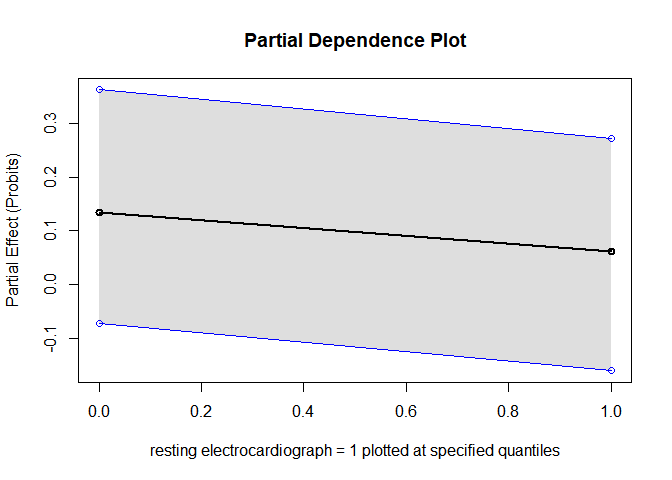 Partial Dependence Plot
Partial Effect (Probits)
0.3
0.2
0.1
0.0
-0.1
0.0 0.2 0.4 0.6 0.8 1.0
resting electrocardiograph = 1 plotted at specified quantiles